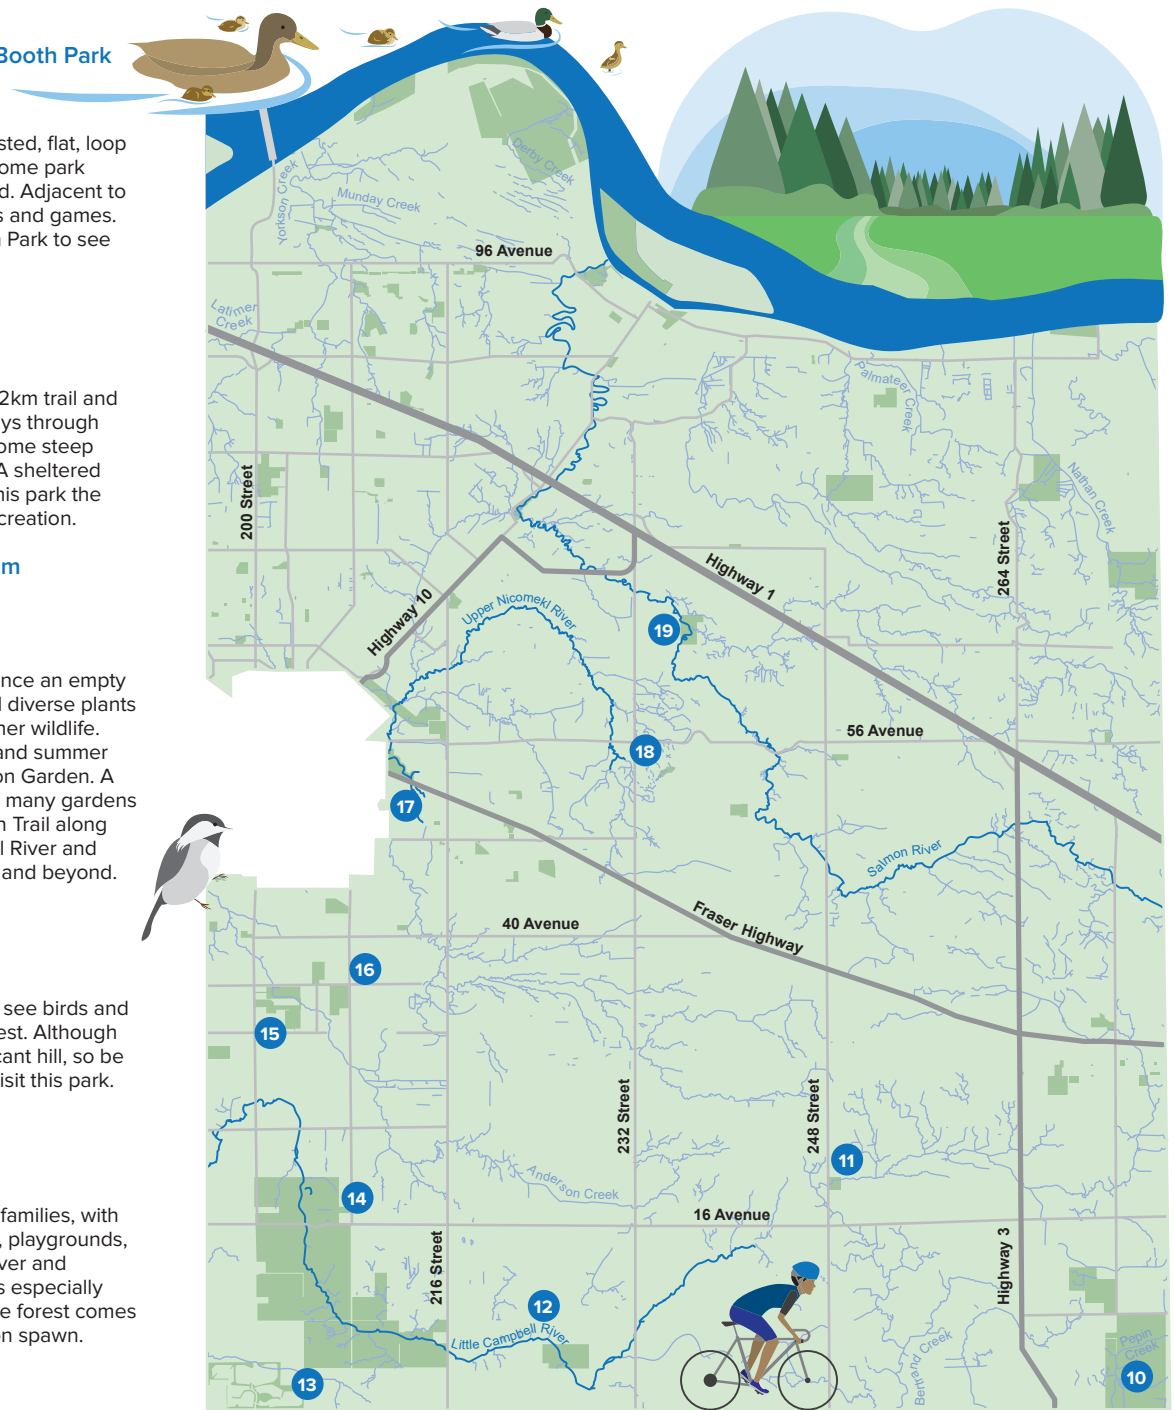 Booth Park
sted, flat, loop
ome park
d. Adjacent to
s and games.
n Park to see
2km trail and
ys through
ome steep
A sheltered
his park the
creation.
m
nce an empty
d diverse plants
her wildlife.
and summer
on Garden. A
many gardens
n Trail along
l River and
and beyond.
see birds and
est. Although
cant hill, so be
isit this park.
families, with
, playgrounds,
ver and
s especially
e forest comes
on spawn.
Derby Creek
Yorkson Creek
Munday Creek
96 Avenue
Latimer
Creek
Palmateer Creek
Nathan Creek
200 Street
264 Street
Highway 1
Highway 10
Upper Nicomekl River
19
56 Avenue
18
17
Salmon River
40 Avenue
Fraser Highway
16
15
232 Street
248 Street
11
Anderson Creek
14
16 Avenue
216 Street
Highway 3
12
Little Campbell River
Bertrand Creek
Pepin
Creek
10
13